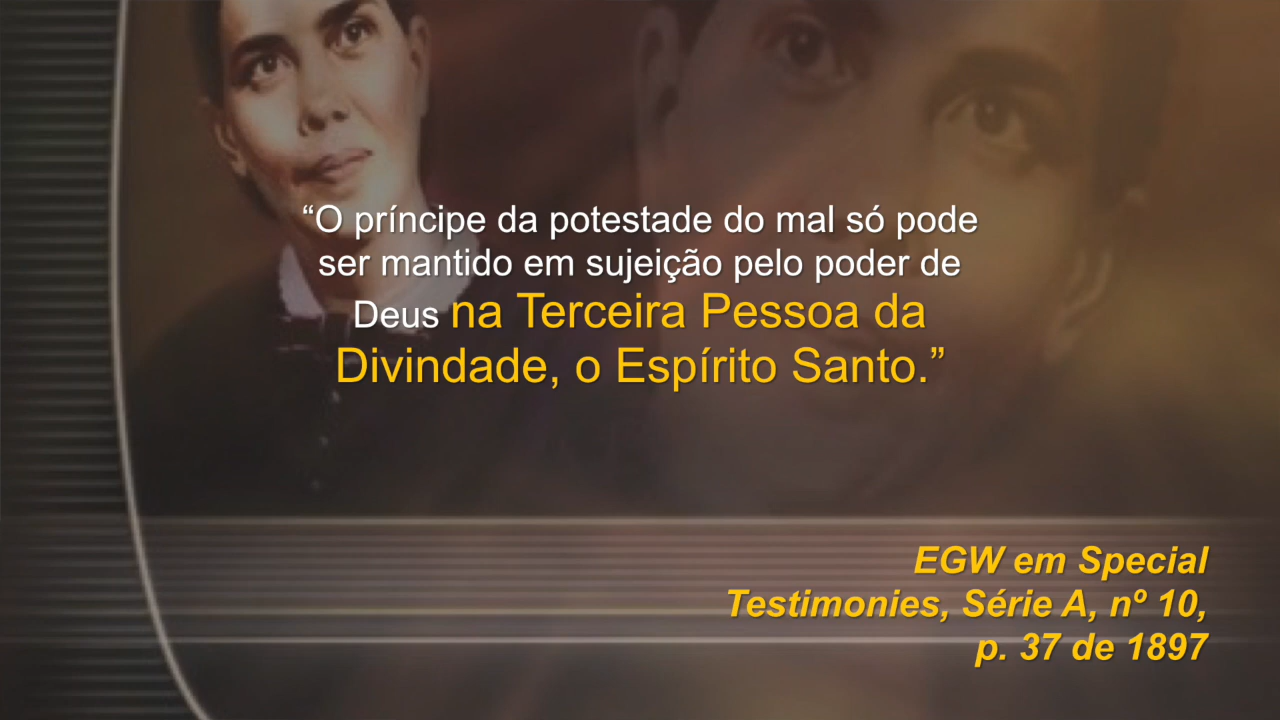 “O príncipe da potestade do mal só pode
ser mantido em sujeição pelo poder de
Deus na Terceira Pessoa da
Divindade, o Espírito Santo.”
EGW em Special
Testimonies, Série A, nº 10,
p. 37 de 1897